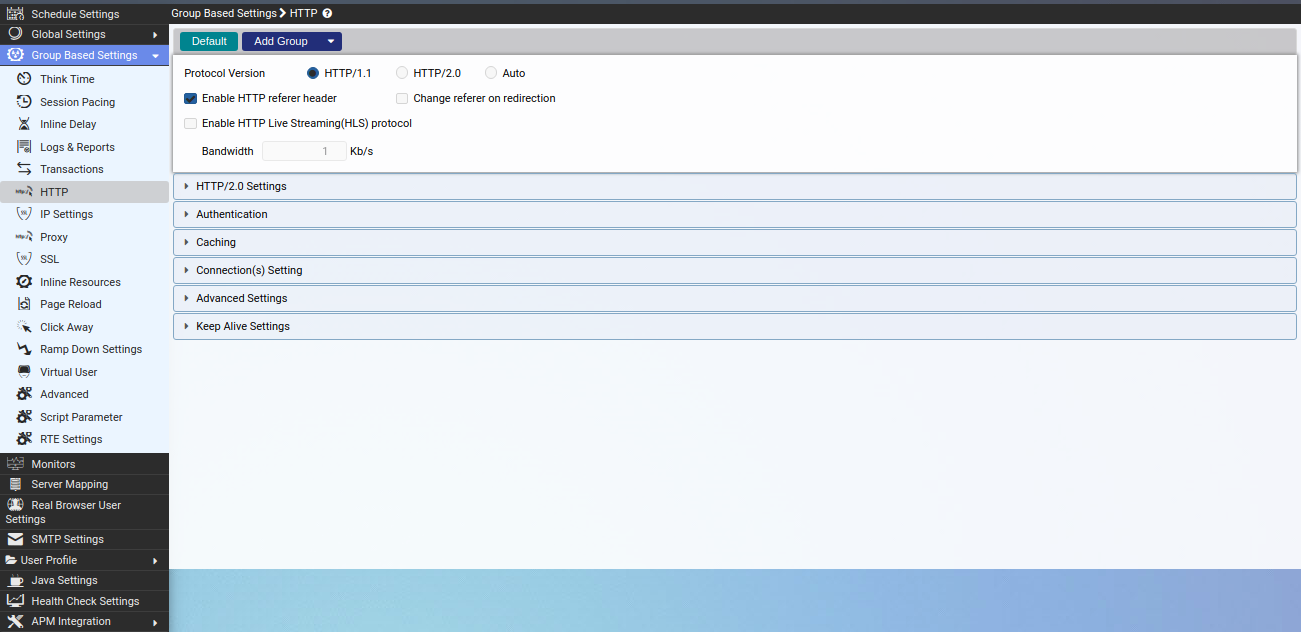 Schedule Settings
Global Settings
Group Based Settings
Think Time
Session Pacing
Inline Delay
Logs & Reports
Transactions
HTTP
IP Settings
Proxy
SSL
Inline Resources
Page Reload
Click Away
Ramp Down Settings
Virtual User
Advanced
Script Parameter
RTE Settings
Monitors
Server Mapping
Real Browser User
Settings
SMTP Settings
User Profile
Java Settings
Health Check Settings
APM Integration
Group Based Settings HTTP
Default Add Group
Protocol Version HTTP/1.1 HTTP/2.0 Auto
Enable HTTP referer header Change referer on redirection
Enable HTTP Live Streaming(HLS) protocol
Bandwidth 1 Kb/s
HTTP/2.0 Settings
Authentication
Caching
Connection(s) Setting
Advanced Settings
Keep Alive Settings